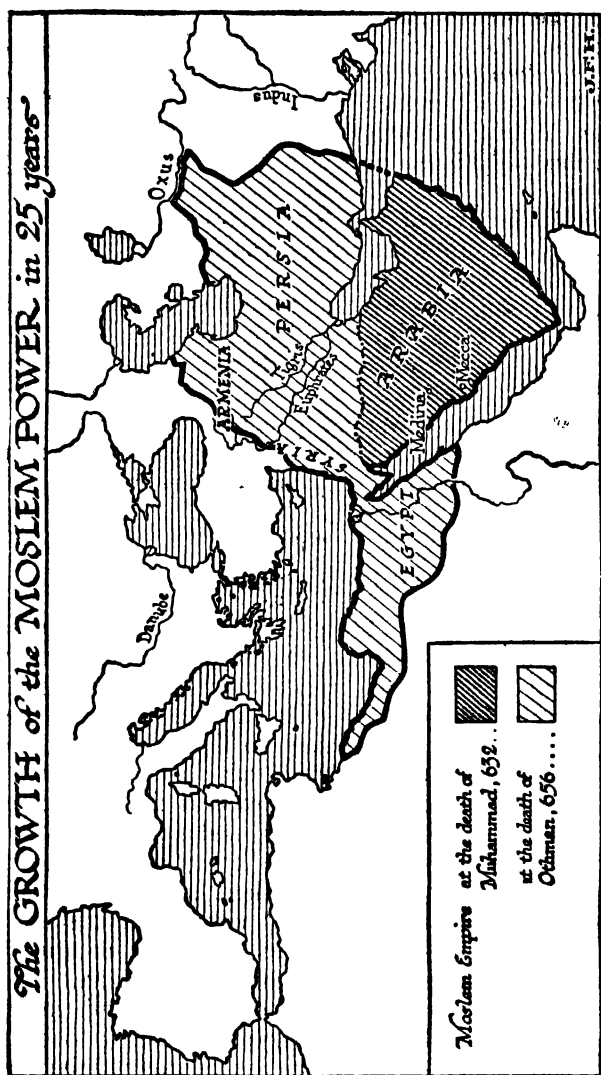 The GROWTH of the MOSLEM POWER in 25 years
Danube
Oxus
Indus
ARMENIA
PERSIA
Tigris
Euphrates
SYRIA
ARABIA
Medina
Mecca
EGYPT
Moslem Empire at the death of
Muhammad, 632..
at the death of
Othman, 656....
J.F.H.